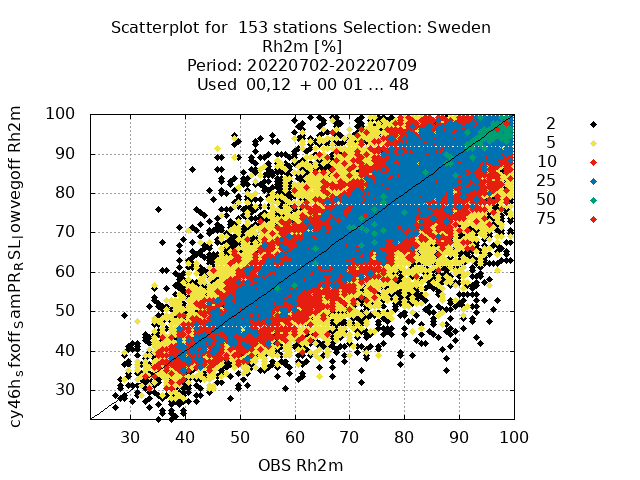 Scatterplot for 153 stations Selection: Sweden
Rh2m [%]
Period: 20220702-20220709
Used 00,12 + 00 01 ... 48
cy46h_sfxoff_samPR_RSL_lowvegoff Rh2m
100
90
80
70
60
50
40
30
30 40 50 60 70 80 90 100
OBS Rh2m
2
5
10
25
50
75